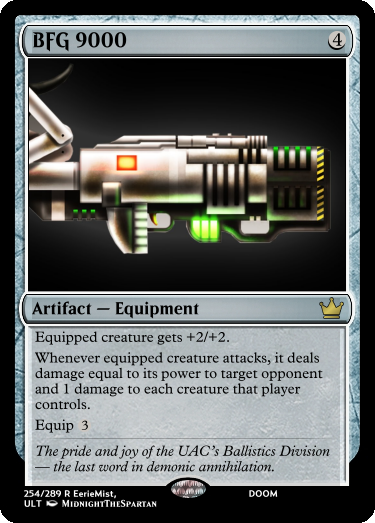 BFG 9000 4
Artifact — Equipment
Equipped creature gets +2/+2.
Whenever equipped creature attacks, it deals
damage equal to its power to target opponent
and 1 damage to each creature that player
controls.
Equip 3
The pride and joy of the UAC's Ballistics Division
— the last word in demonic annihilation.
254/289 R EerieMist, DOOM
ULT MidnightTheSpartan